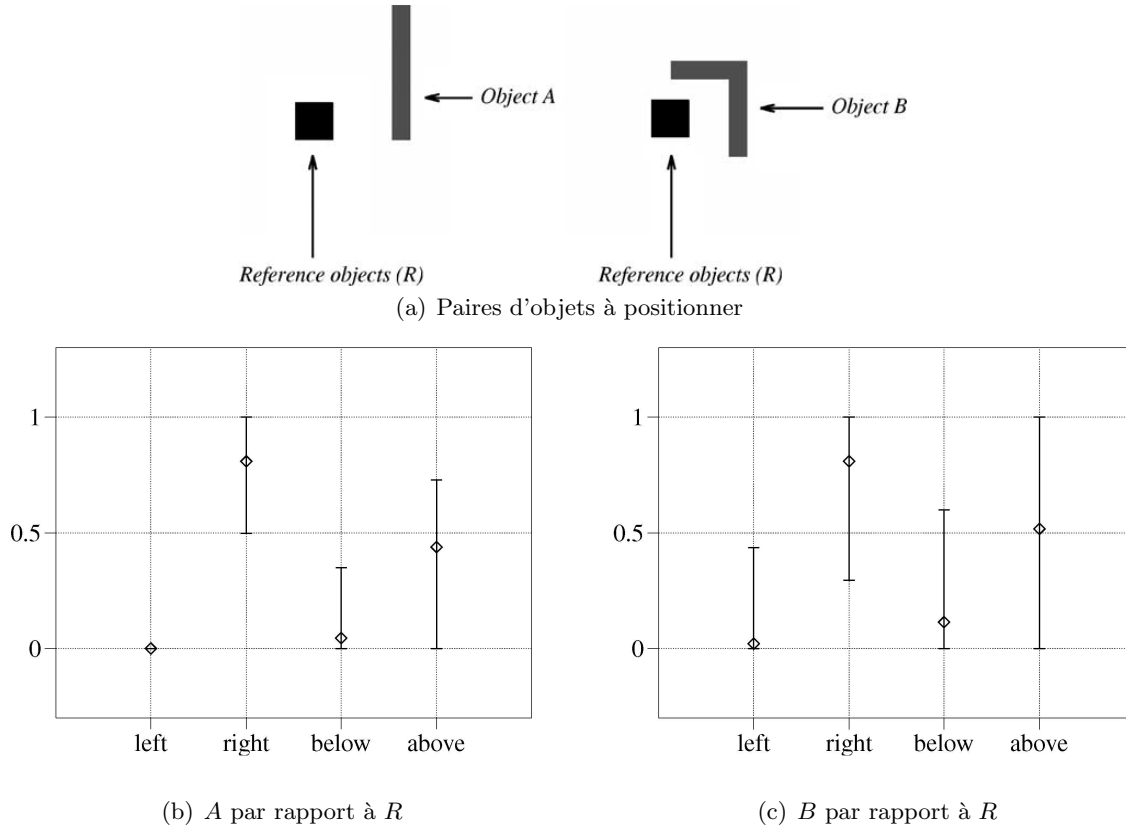 Object A
Object B
Reference objects (R)
Reference objects (R)
(a) Paires d'objets à positionner
1
0.5
0
left right below above
1
0.5
0
left right below above
(b) A par rapport à R
(c) B par rapport à R